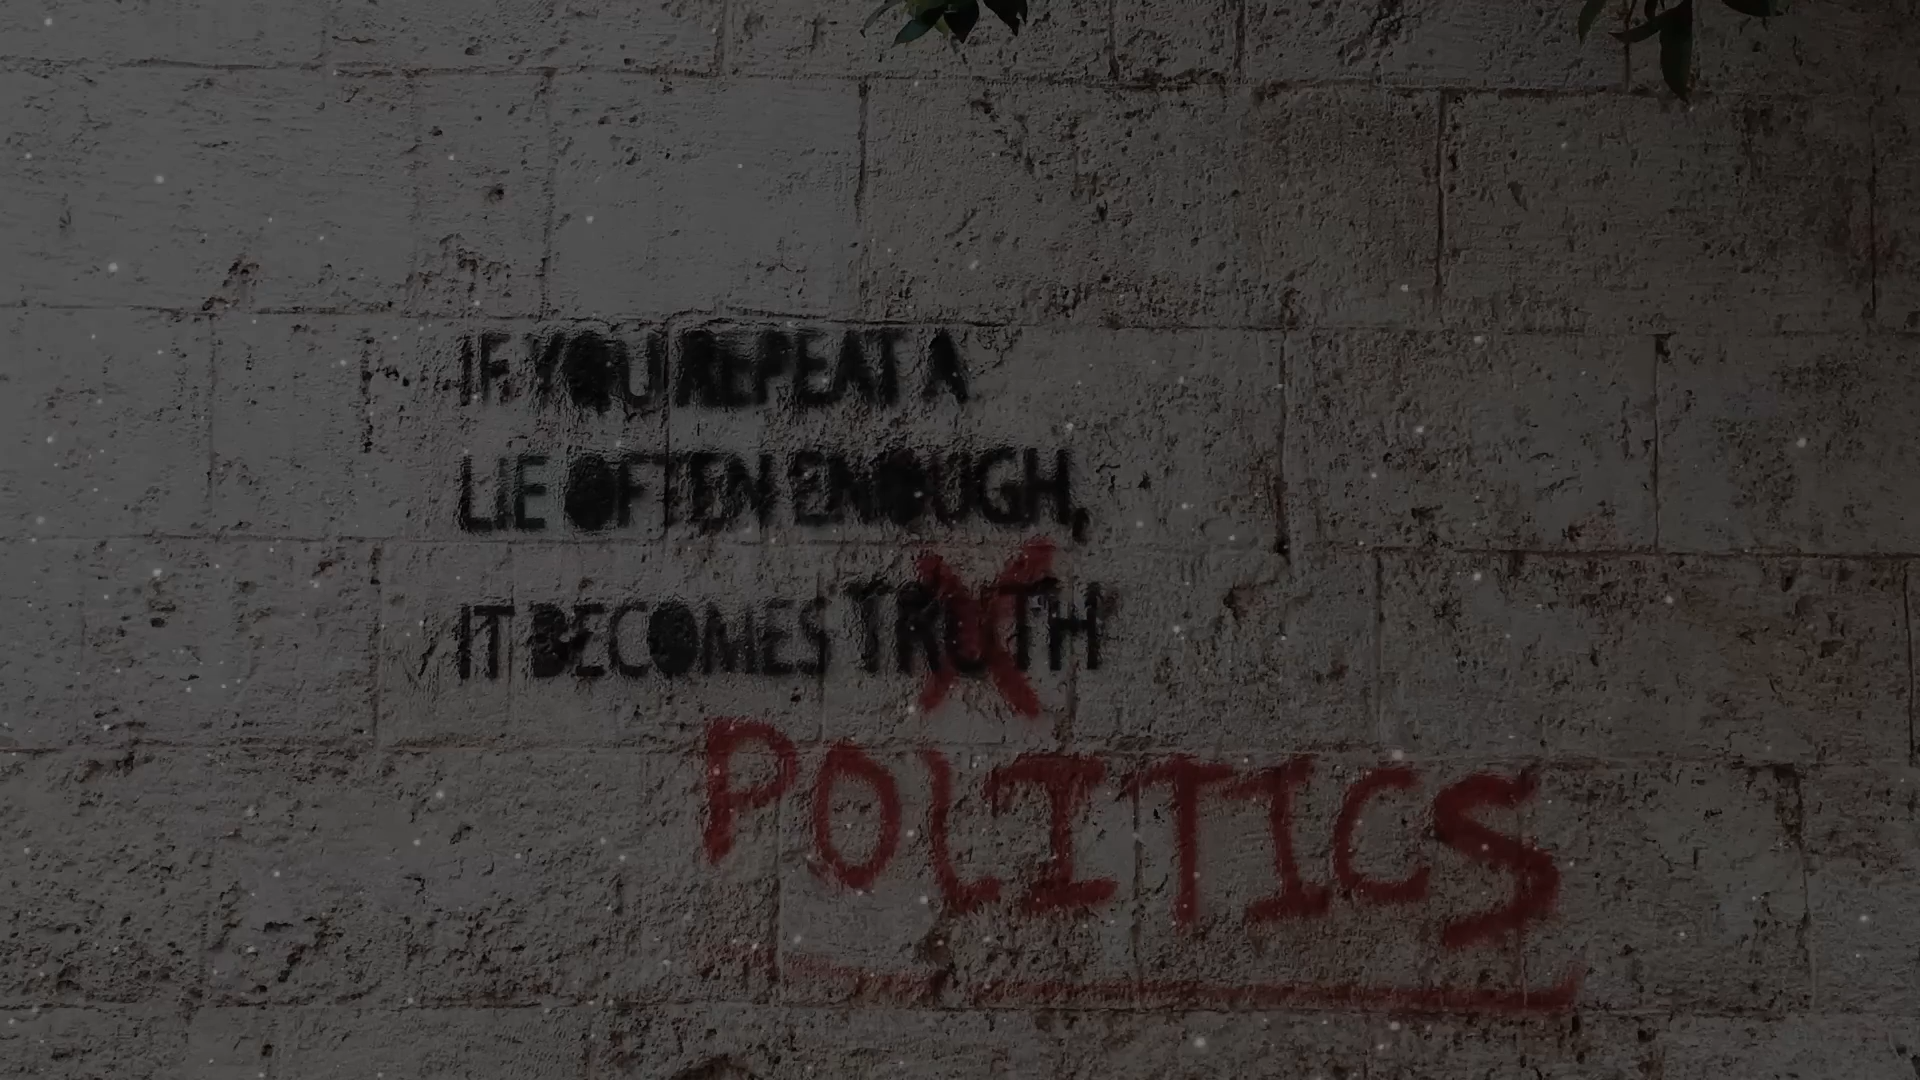 IF YOU REPEAT A
LIE OFTEN ENOUGH,
IT BECOMES TRUTH
X
POLITICS